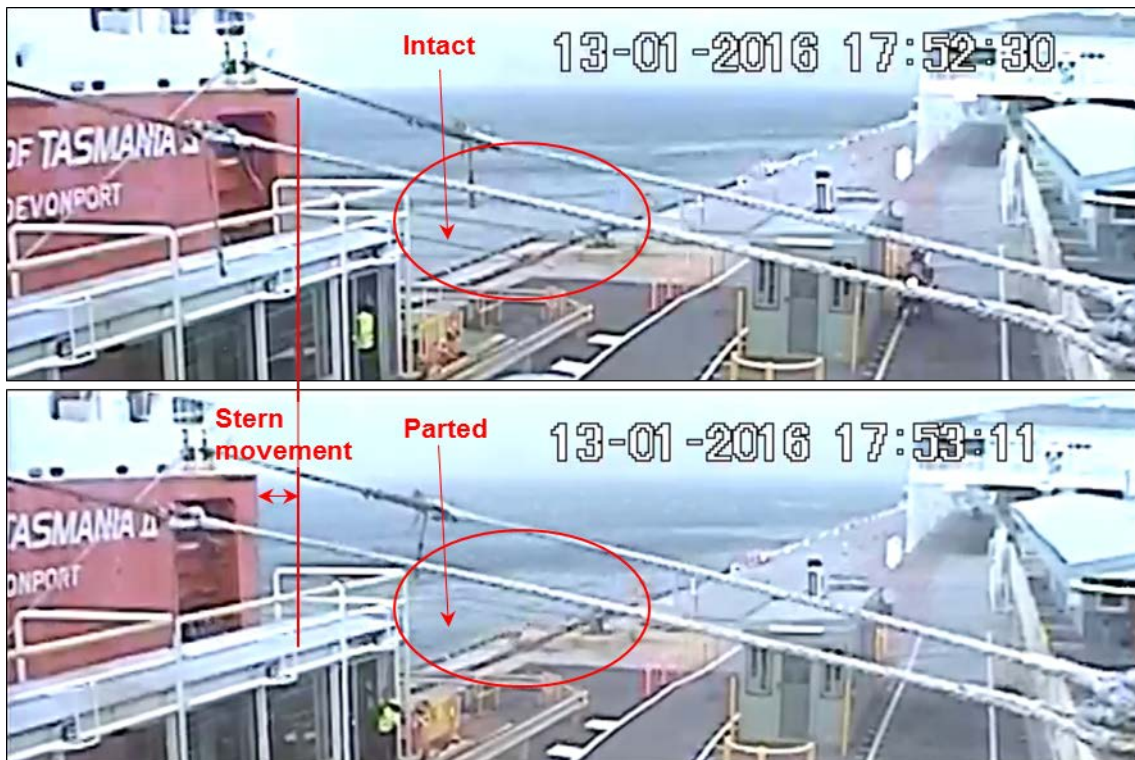 Intact
13-01-2016 17:52:30
OF TASMANIA II
DEVONPORT
Stern
movement
Parted
13-01-2016 17:53:11
TASMANIA II
ONPORT